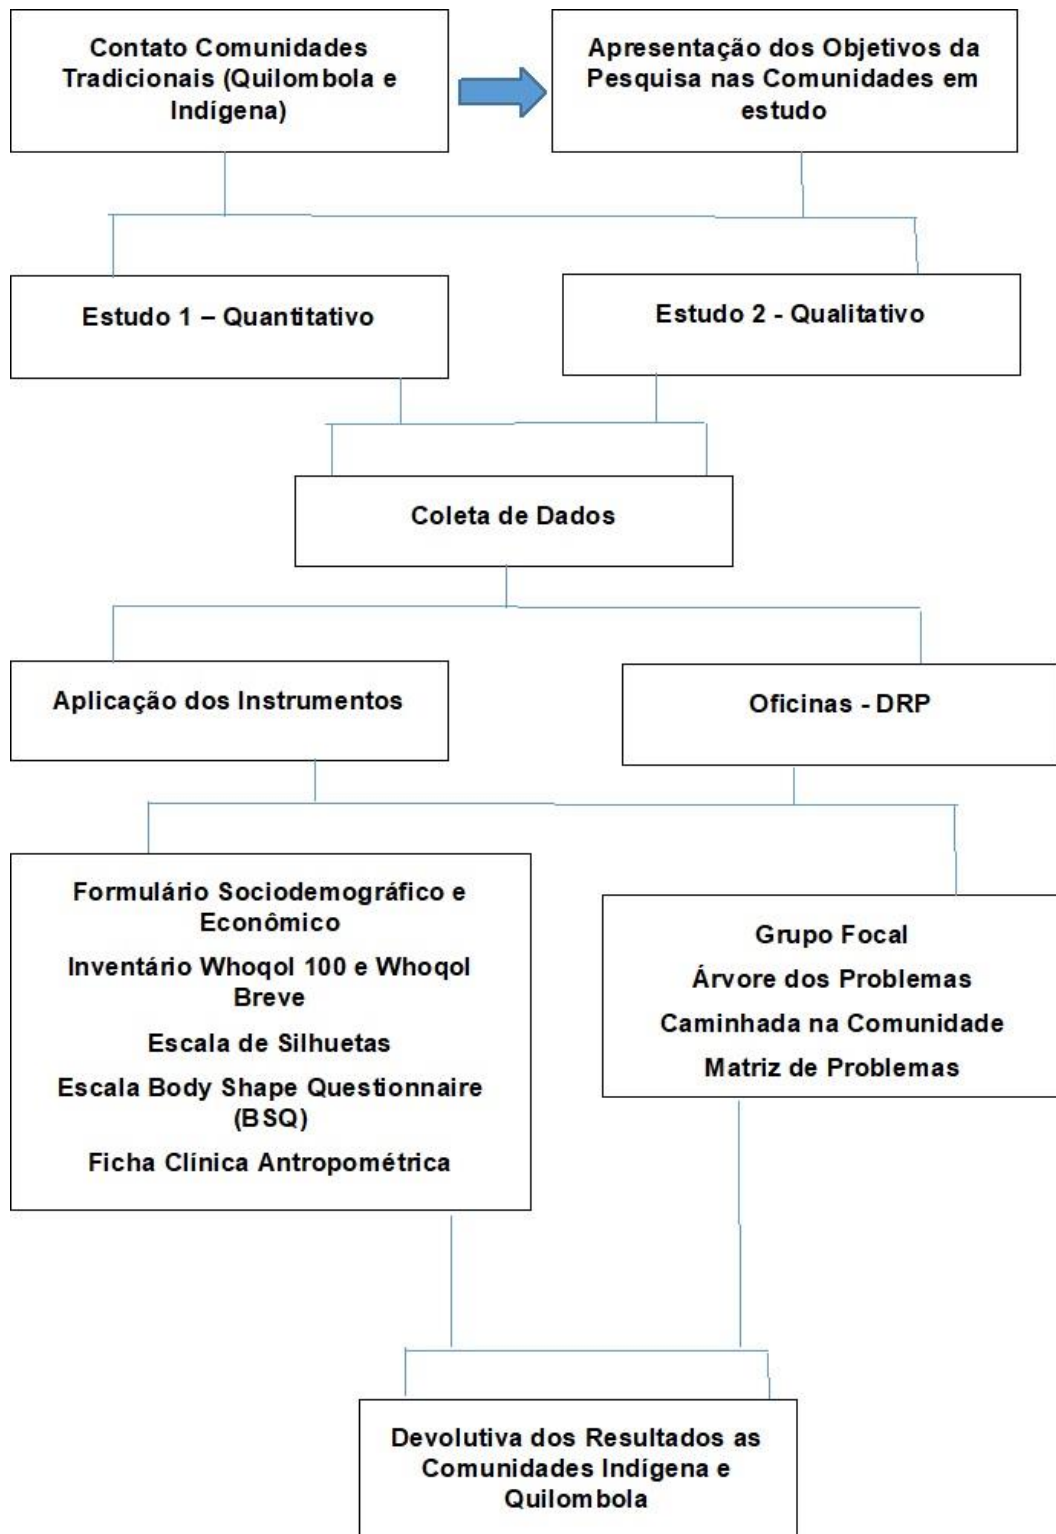 Contato Comunidades
Tradicionais (Quilombola e
Indígena)
Apresentação dos Objetivos da
Pesquisa nas Comunidades em
estudo
Estudo 1 – Quantitativo
Estudo 2 - Qualitativo
Coleta de Dados
Aplicação dos Instrumentos
Oficinas - DRP
Formulário Sociodemográfico e
Econômico
Inventário Whoqol 100 e Whoqol
Breve
Escala de Silhuetas
Escala Body Shape Questionnaire
(BSQ)
Ficha Clínica Antropométrica
Grupo Focal
Árvore dos Problemas
Caminhada na Comunidade
Matriz de Problemas
Devolutiva dos Resultados as
Comunidades Indígena e
Quilombola